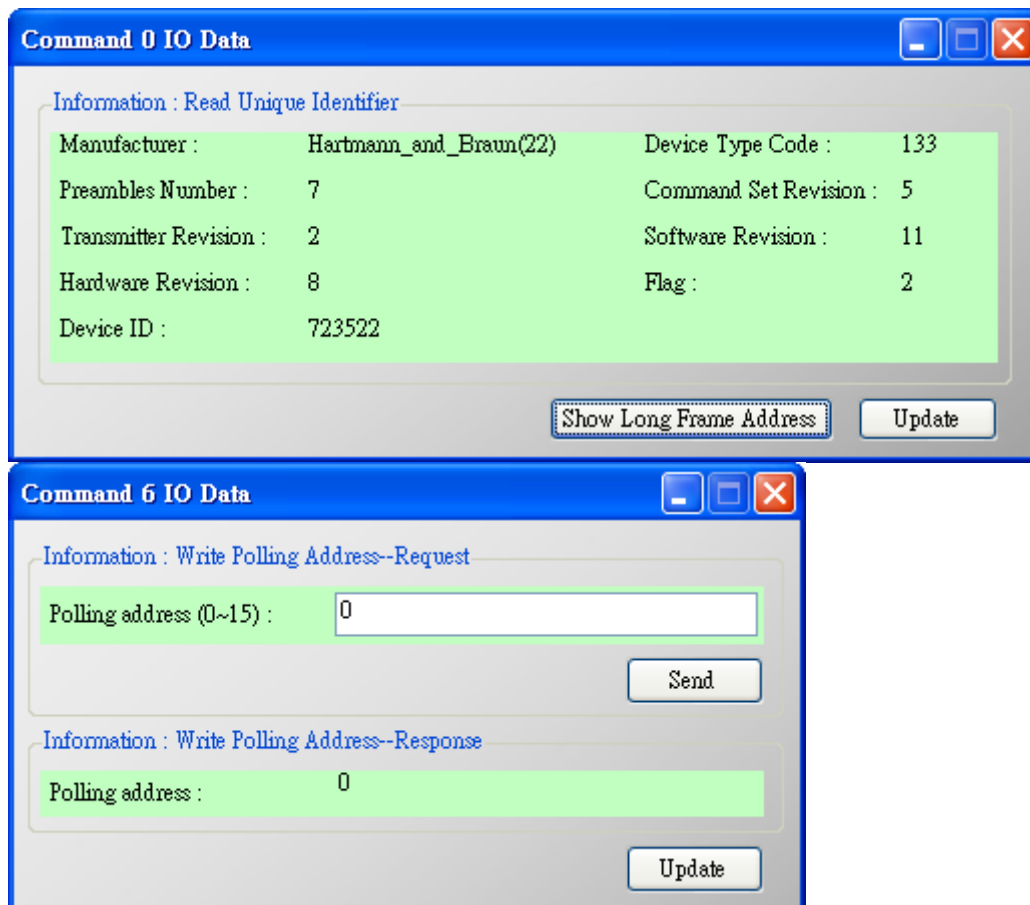 Command 0 IO Data
Information : Read Unique Identifier
Manufacturer : Hartmann_and_Braun(22) Device Type Code : 133
Preambles Number : 7 Command Set Revision : 5
Transmitter Revision : 2 Software Revision : 11
Hardware Revision : 8 Flag : 2
Device ID : 723522
Show Long Frame Address Update
Command 6 IO Data
Information : Write Polling Address--Request
Polling address (0~15) : 0
Send
Information : Write Polling Address--Response
Polling address : 0
Update